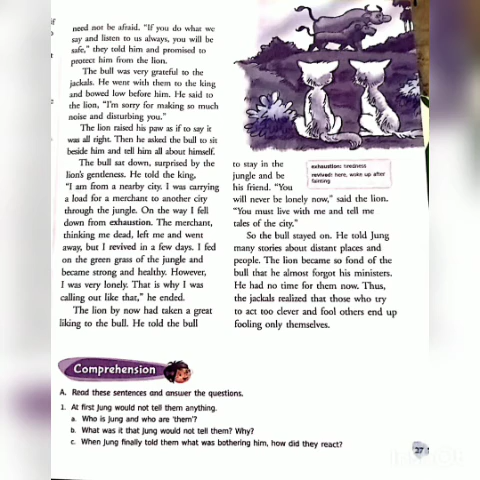 need not be afraid. "If you do what we
say and listen to us always, you will be
safe," they told him and promised to
protect him from the lion.
The bull was very grateful to the
jackals. He went with them to the king
and bowed low before him. He said to
the lion, "I'm sorry for making so much
noise and disturbing you."
The lion raised his paw as if to say it
was all right. Then he asked the bull to sit
beside him and tell him all about himself.
The bull sat down, surprised by the
lion's gentleness. He told the king,
"I am from a nearby city. I was carrying
a load for a merchant to another city
through the jungle. On the way I fell
down from exhaustion. The merchant,
thinking me dead, left me and went
away, but I revived in a few days. I fed
on the green grass of the jungle and
became strong and healthy. However,
I was very lonely. That is why I was
calling out like that," he ended.
The lion by now had taken a great
liking to the bull. He told the bull
to stay in the
jungle and be
his friend. "You
will never be lonely now," said the lion.
"You must live with me and tell me
tales of the city."
So the bull stayed on. He told Jung
many stories about distant places and
people. The lion became so fond of the
bull that he almost forgot his ministers.
He had no time for them now. Thus,
the jackals realized that those who try
to act too clever and fool others end up
fooling only themselves.
exhaustion: tiredness
revived: here, woke up after
fainting
Comprehension
A. Read these sentences and answer the questions.
1. At first Jung would not tell them anything.
a. Who is Jung and who are 'them'?
b. What was it that Jung would not tell them? Why?
c. When Jung finally told them what was bothering him, how did they react?
27